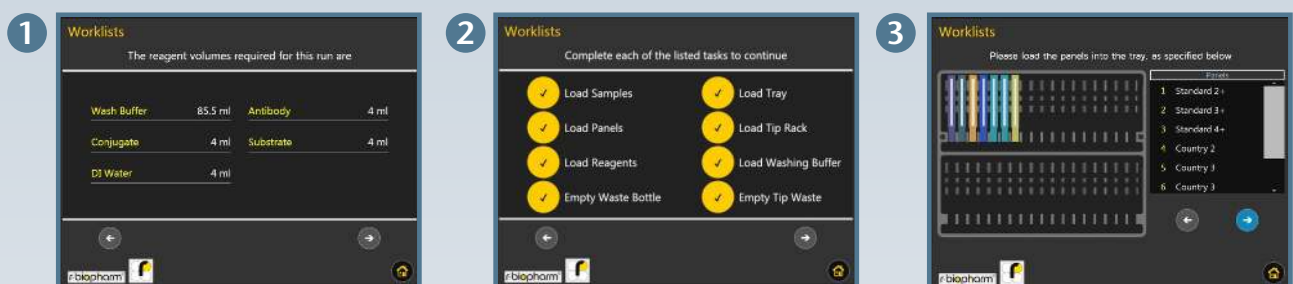 1
Worklists
The reagent volumes required for this run are
Wash Buffer 85.5 ml Antibody 4 ml
Conjugate 4 ml Substrate 4 ml
DI Water 4 ml
r-biopharm
2
Worklists
Complete each of the listed tasks to continue
Load Samples Load Tray
Load Panels Load Tip Rack
Load Reagents Load Washing Buffer
Empty Waste Bottle Empty Tip Waste
r-biopharm
3
Worklists
Please load the panels into the tray, as specified below
Panels
1 Standard 2+
2 Standard 3+
3 Standard 4+
4 Country 2
5 Country 3
6 Country 3
r-biopharm